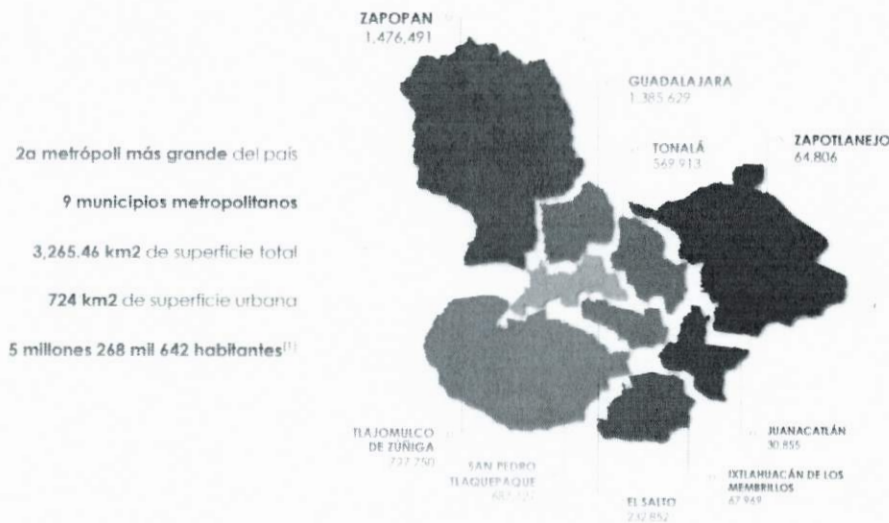 ZAPOPAN
1,476,491
GUADALAJARA
1,385,629
TONALÁ
569,913
ZAPOTLANEJO
64,806
2a metrópoli más grande del país
9 municipios metropolitanos
3,265.46 km2 de superficie total
724 km2 de superficie urbana
5 millones 268 mil 642 habitantes(1)
TLAJOMULCO
DE ZÚÑIGA
727,750
SAN PEDRO
TLAQUEPAQUE
EL SALTO
232,852
JUANACATLÁN
30,855
IXTLAHUACÁN DE LOS
MEMBRILLOS
67,969